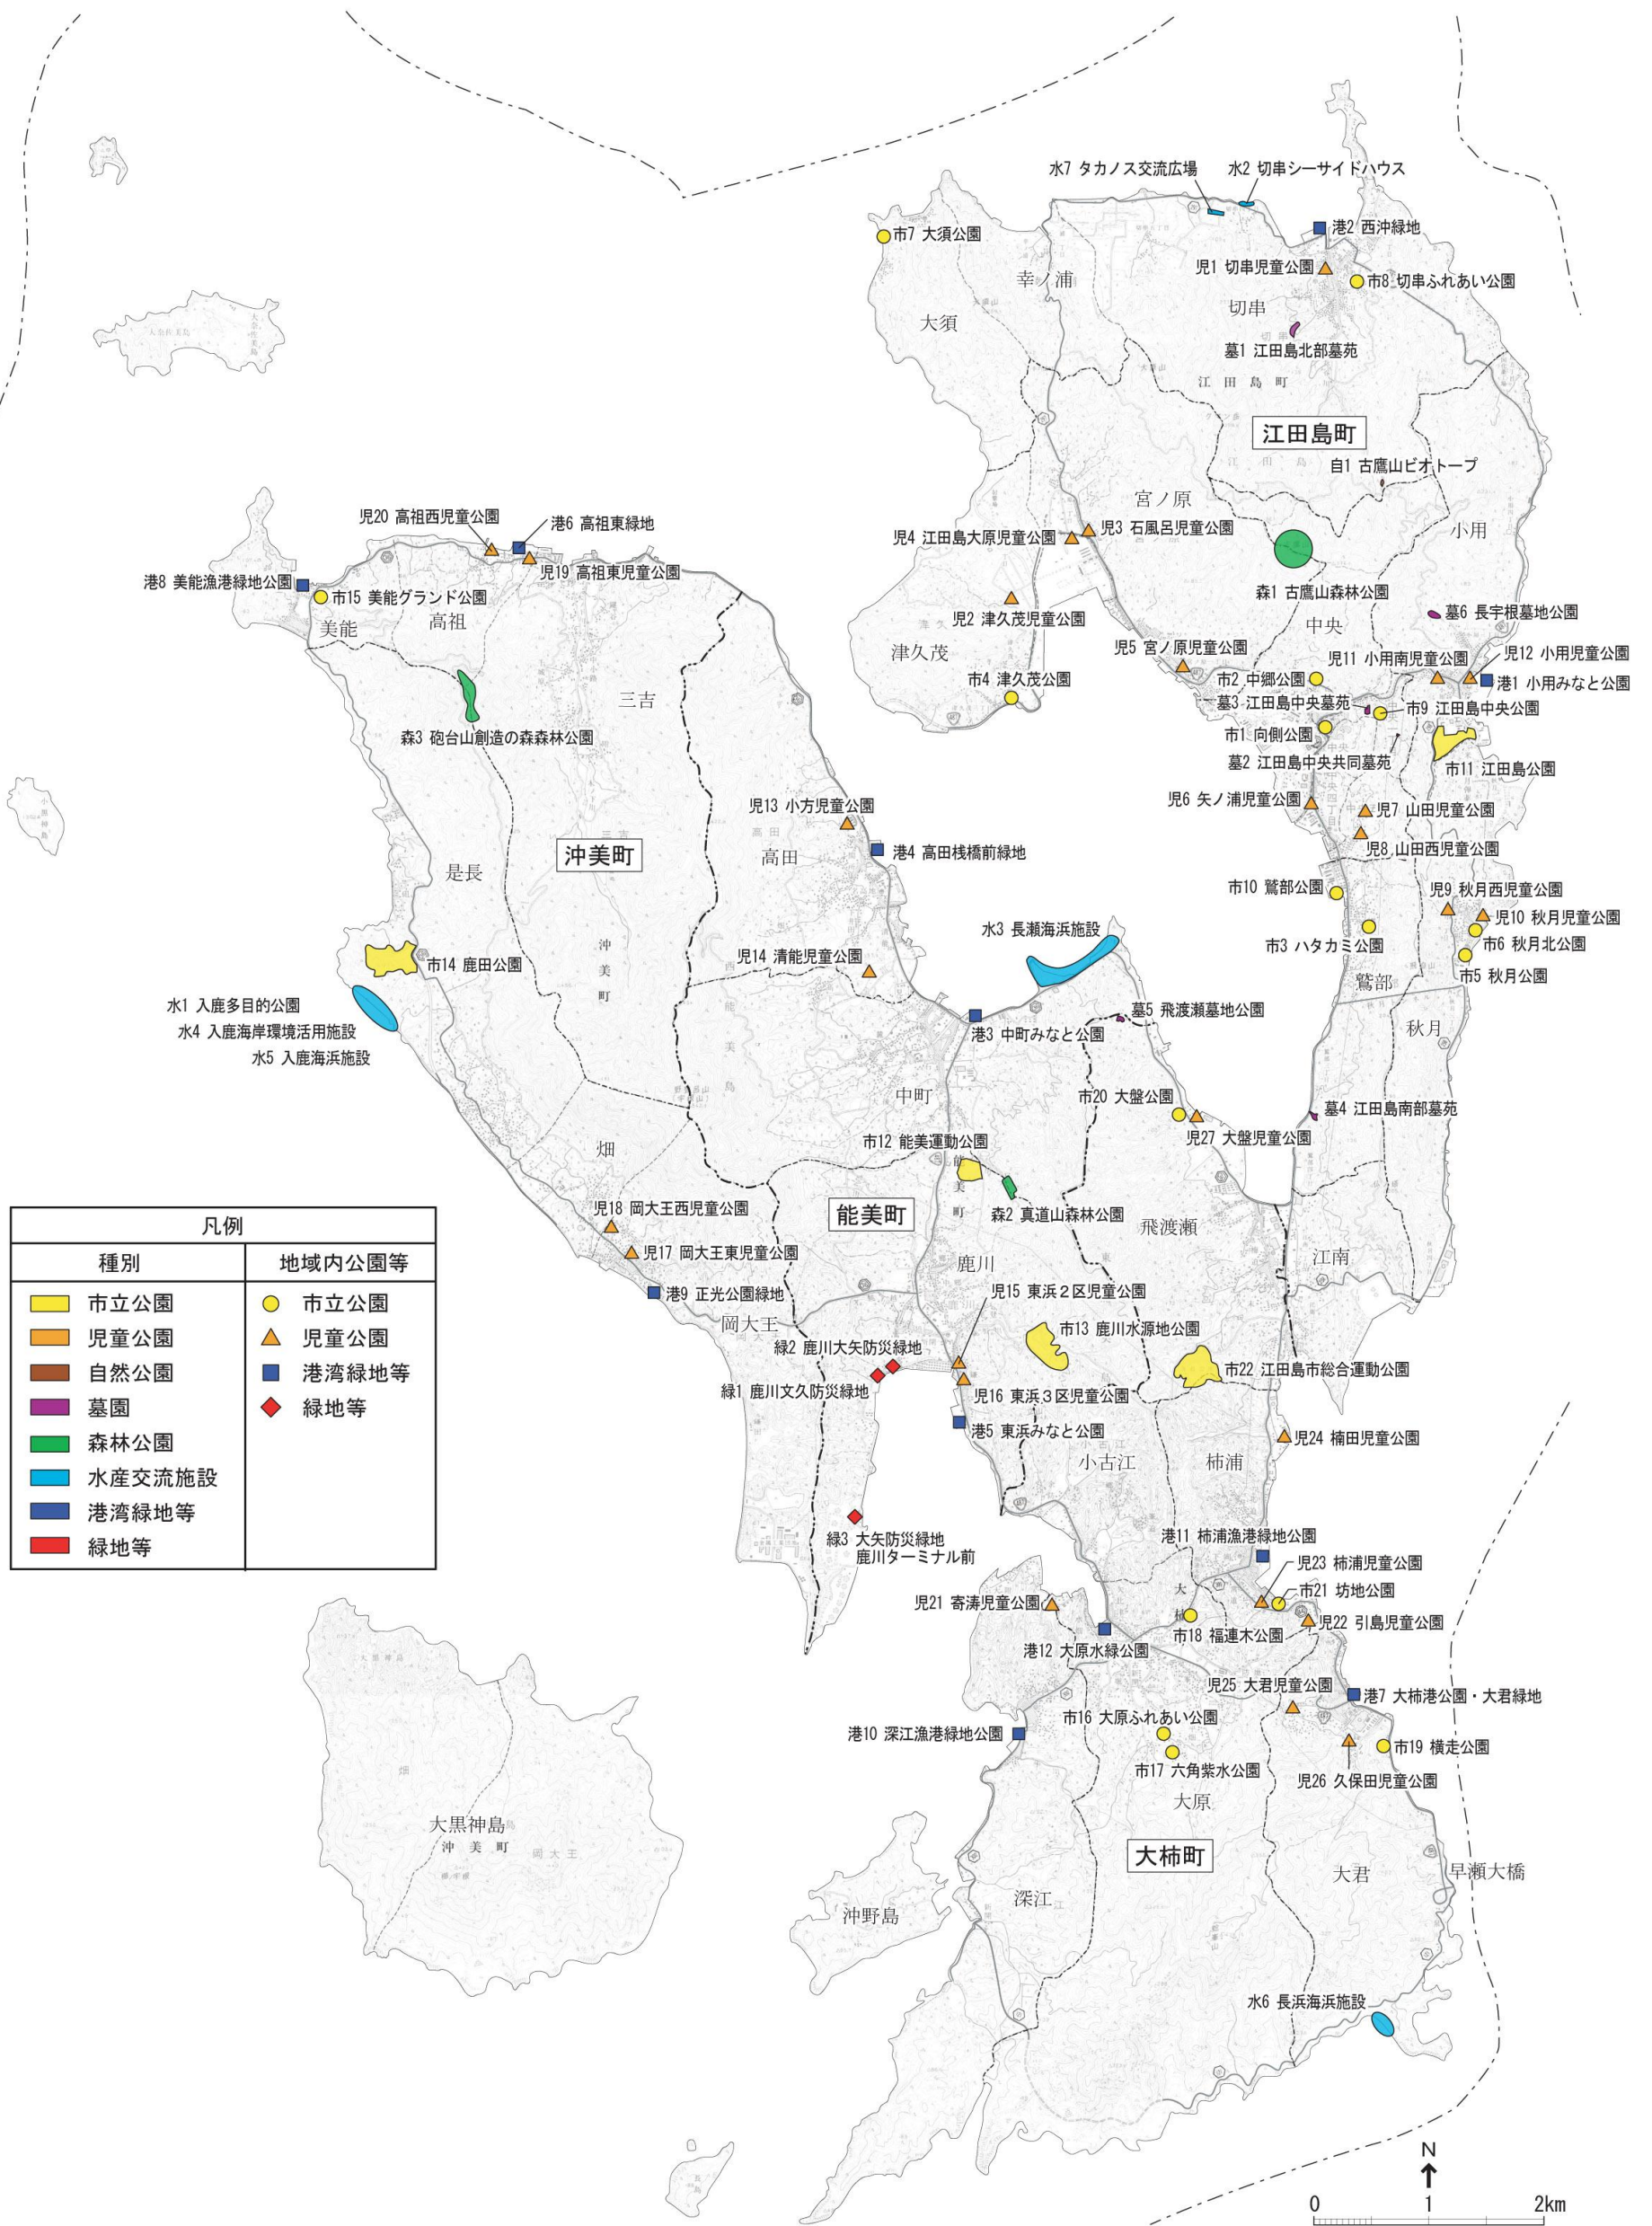 水7 タカノス交流広場
水2 切串シーサイドハウス
港2 西沖緑地
市7 大須公園
児1 切串児童公園
市8 切串ふれあい公園
幸ノ浦
大須
切串
墓1 江田島北部墓苑
江田島町
江田島町
自1 古鷹山ビオトープ
宮ノ原
小用
児3 石風呂児童公園
児4 江田島大原児童公園
森1 古鷹山森林公園
児20 高祖西児童公園
港6 高祖東緑地
児19 高祖東児童公園
港8 美能漁港緑地公園
市15 美能グランド公園
美能
高祖
児2 津久茂児童公園
津久茂
墓6 長宇根墓地公園
中央
児5 宮ノ原児童公園
児11 小用南児童公園
児12 小用児童公園
市4 津久茂公園
市2 中郷公園
港1 小用みなと公園
墓3 江田島中央墓苑
市9 江田島中央公園
三吉
森3 砲台山創造の森森林公園
市1 向側公園
墓2 江田島中央共同墓苑
市11 江田島公園
児13 小方児童公園
児6 矢ノ浦児童公園
児7 山田児童公園
高田
沖美町
港4 高田桟橋前緑地
児8 山田西児童公園
是長
市10 鷲部公園
児9 秋月西児童公園
児10 秋月児童公園
水3 長瀬海浜施設
市3 ハタカミ公園
市6 秋月北公園
児14 清能児童公園
市14 鹿田公園
沖美町
市5 秋月公園
鷲部
水1 入鹿多目的公園
墓5 飛渡瀬墓地公園
水4 入鹿海岸環境活用施設
港3 中町みなと公園
秋月
水5 入鹿海浜施設
中町
市20 大盤公園
墓4 江田島南部墓苑
児27 大盤児童公園
市12 能美運動公園
畑
能美町
児18 岡大王西児童公園
能美町
森2 真道山森林公園
飛渡瀬
児17 岡大王東児童公園
鹿川
江南
港9 正光公園緑地
児15 東浜2区児童公園
岡大王
市13 鹿川水源地公園
緑2 鹿川大矢防災緑地
市22 江田島市総合運動公園
緑1 鹿川文久防災緑地
児16 東浜3区児童公園
港5 東浜みなと公園
児24 楠田児童公園
小古江
柿浦
緑3 大矢防災緑地
鹿川ターミナル前
港11 柿浦漁港緑地公園
児23 柿浦児童公園
児21 寄涛児童公園
市21 坊地公園
市18 福連木公園
児22 引島児童公園
港12 大原水緑公園
児25 大君児童公園
港7 大柿港公園・大君緑地
市16 大原ふれあい公園
港10 深江漁港緑地公園
市19 横走公園
市17 六角紫水公園
児26 久保田児童公園
大原
大黒神島
沖美町
大柿町
大君
早瀬大橋
深江
沖野島
水6 長浜海浜施設
凡例
種別
地域内公園等
市立公園
市立公園
児童公園
児童公園
自然公園
港湾緑地等
墓園
緑地等
森林公園
水産交流施設
港湾緑地等
緑地等
N
0 1 2km